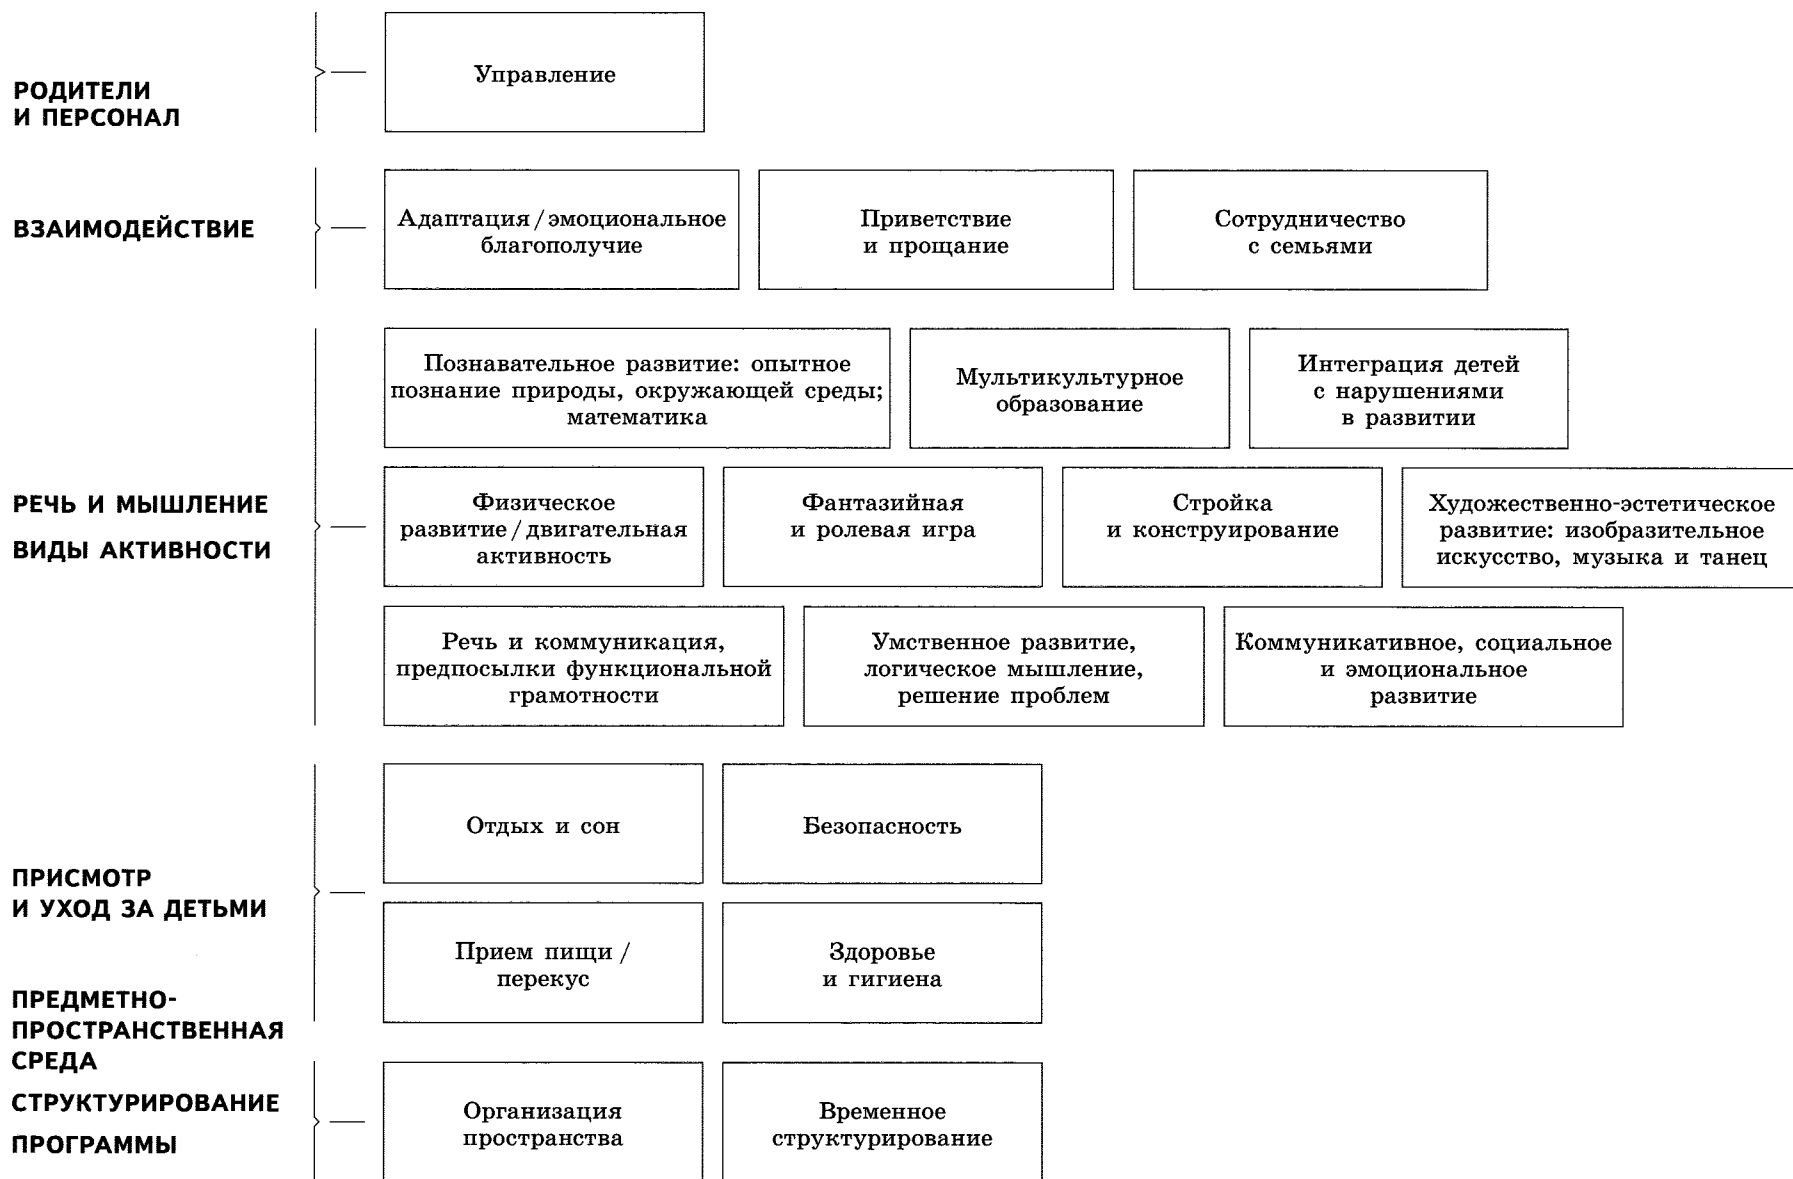 РОДИТЕЛИ
И ПЕРСОНАЛ
Управление
ВЗАИМОДЕЙСТВИЕ
Адаптация / эмоциональное
благополучие
Приветствие
и прощание
Сотрудничество
с семьями
РЕЧЬ И МЫШЛЕНИЕ
ВИДЫ АКТИВНОСТИ
Познавательное развитие: опытное
познание природы, окружающей среды;
математика
Мультикультурное
образование
Интеграция детей
с нарушениями
в развитии
Физическое
развитие / двигательная
активность
Фантазийная
и ролевая игра
Стройка
и конструирование
Художественно-эстетическое
развитие: изобразительное
искусство, музыка и танец
Речь и коммуникация,
предпосылки функциональной
грамотности
Умственное развитие,
логическое мышление,
решение проблем
Коммуникативное, социальное
и эмоциональное
развитие
ПРИСМОТР
И УХОД ЗА ДЕТЬМИ
Отдых и сон
Безопасность
Прием пищи /
перекус
Здоровье
и гигиена
ПРЕДМЕТНО-
ПРОСТРАНСТВЕННАЯ
СРЕДА
СТРУКТУРИРОВАНИЕ
ПРОГРАММЫ
Организация
пространства
Временное
структурирование